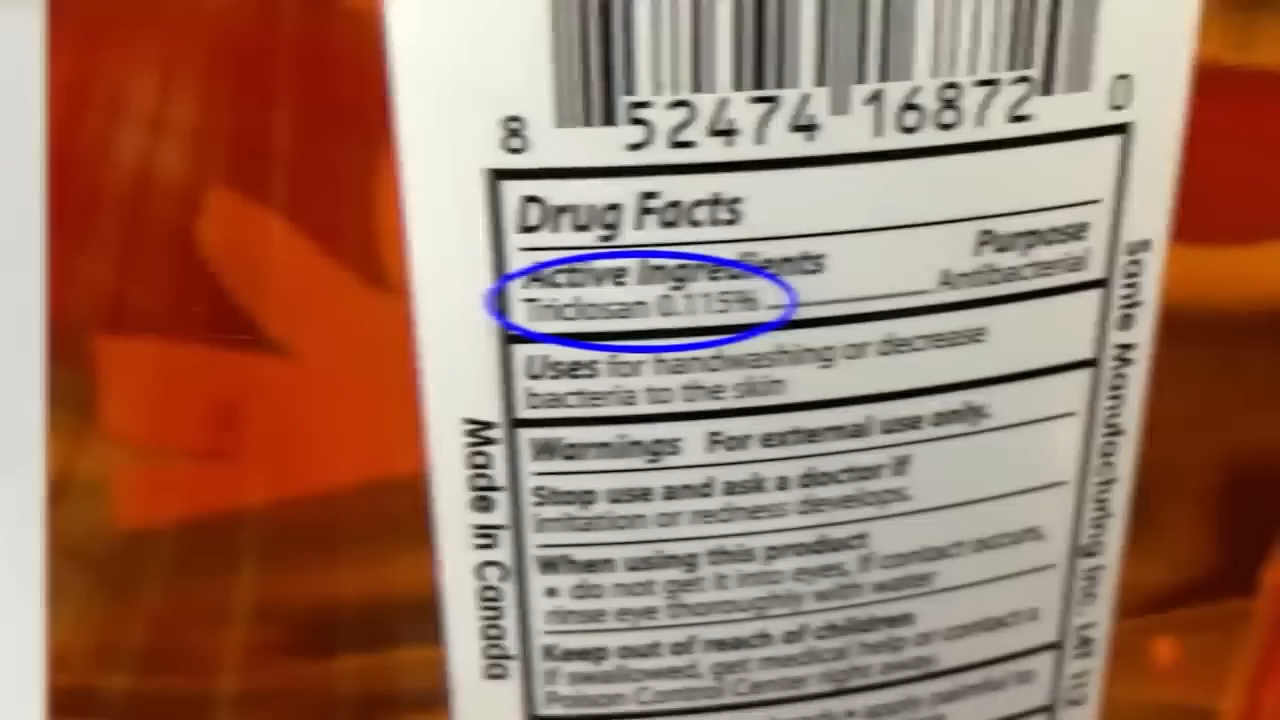 8 52474 16872 0
Drug Facts
Active Ingredients Purpose
Triclosan 0.115% Antibacterial
Uses for handwashing or decrease
bacteria to the skin
Warnings For external use only.
Stop use and ask a doctor if
irritation or redness develops.
When using this product
• do not get it into eyes, if contact occurs,
rinse eye thoroughly with water
Keep out of reach of children
if swallowed, get medical help or contact a
Poison Control Center right away.
Made in Canada
Sante Manufacturing Inc.